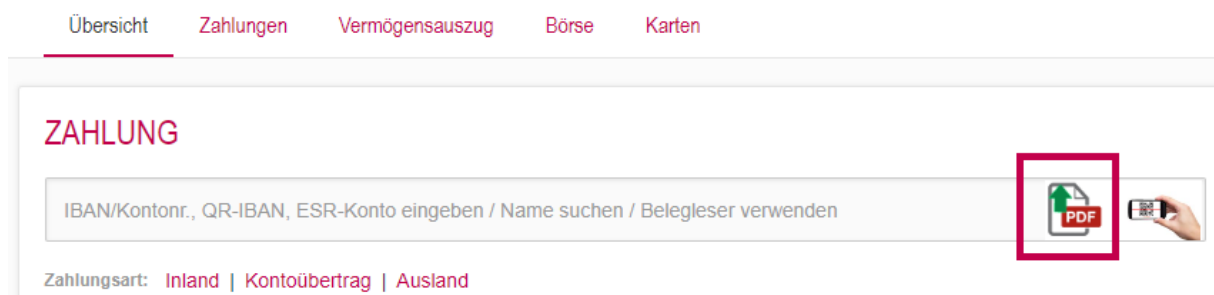 Übersicht Zahlungen Vermögensauszug Börse Karten
ZAHLUNG
IBAN/Kontonr., QR-IBAN, ESR-Konto eingeben / Name suchen / Belegleser verwenden
PDF
Zahlungsart: Inland | Kontoübertrag | Ausland